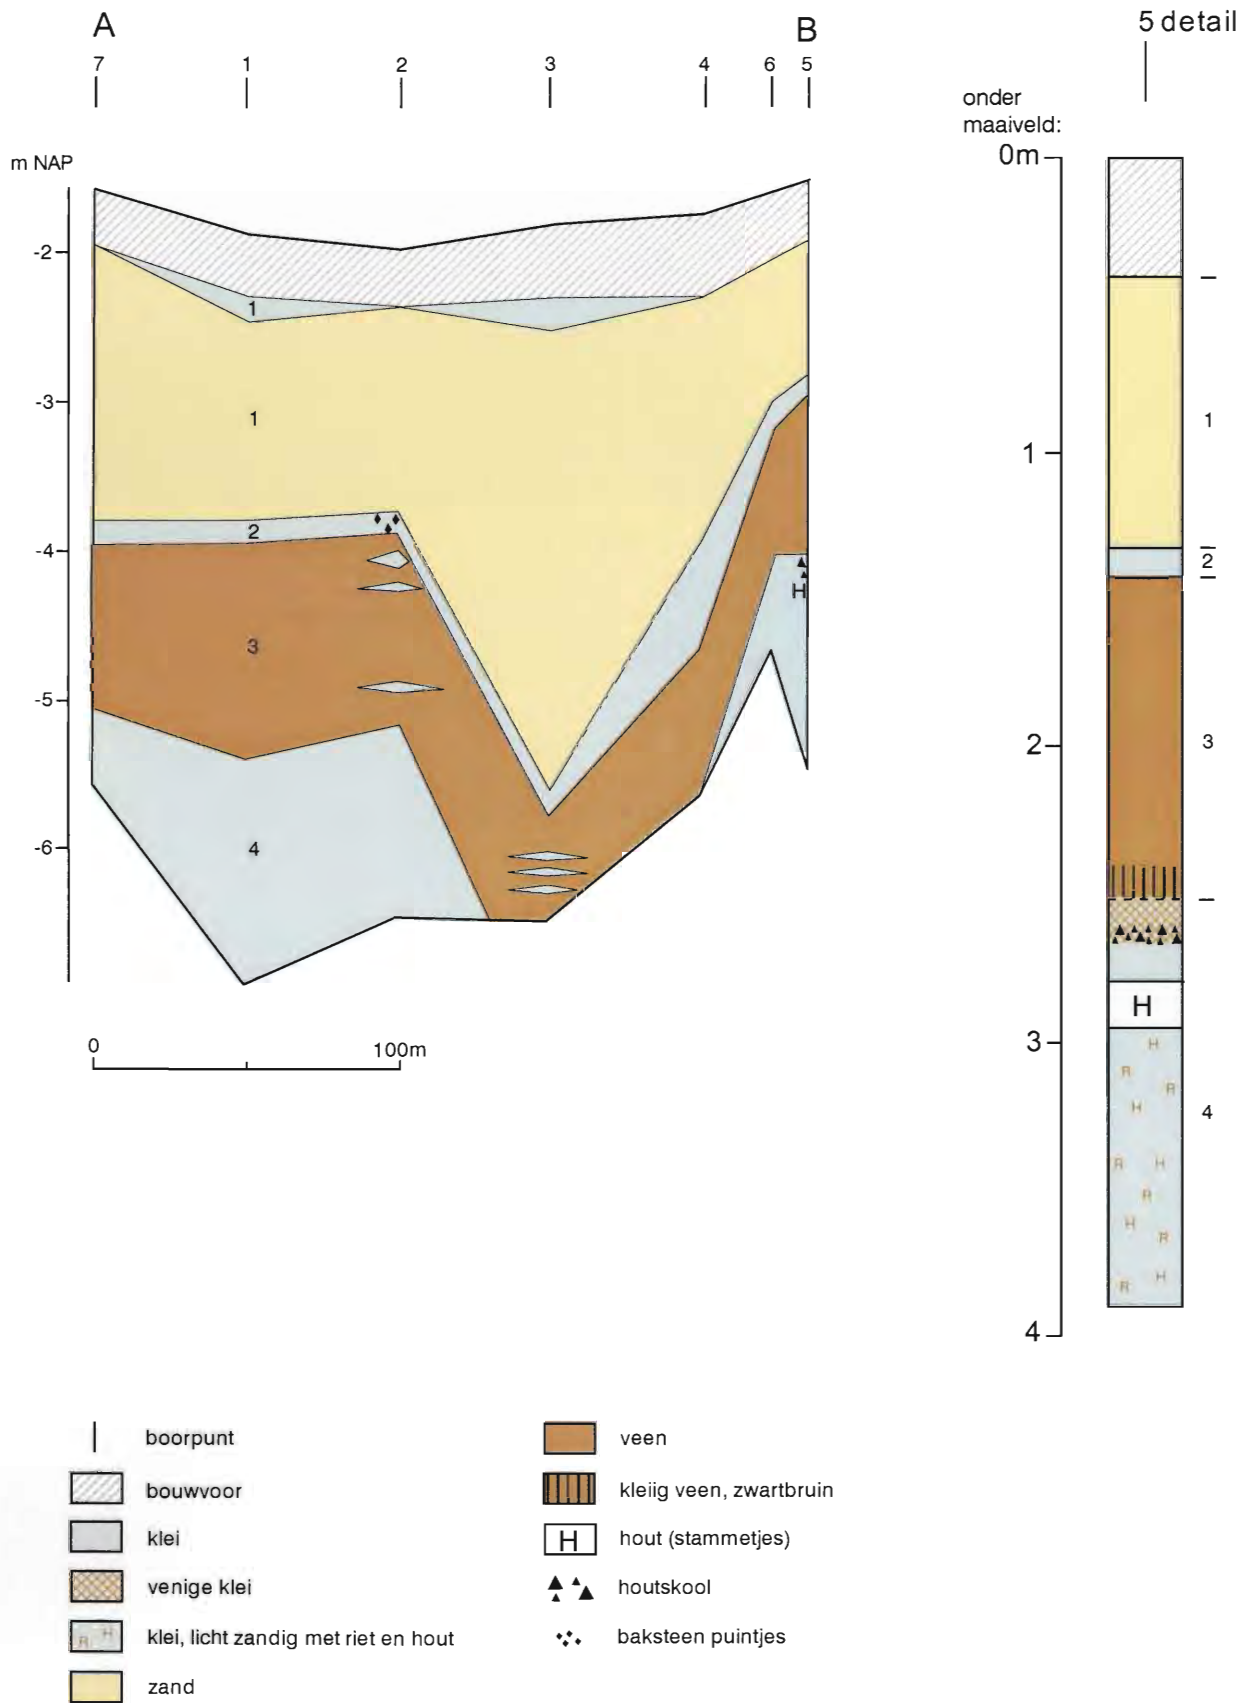 A B
7 1 2 3 4 6 5
m NAP
-2
-3
-4
-5
-6
1
1
2
3
4
H
0 100m
5 detail
onder
maaiveld:
0m
1
2
3
4
1
2
3
4
H
H
R
R
H
R H
R
H
R
H
R
boorpunt
bouwvoor
klei
venige klei
R H klei, licht zandig met riet en hout
zand
veen
kleiig veen, zwartbruin
H hout (stammetjes)
houtskool
baksteen puintjes